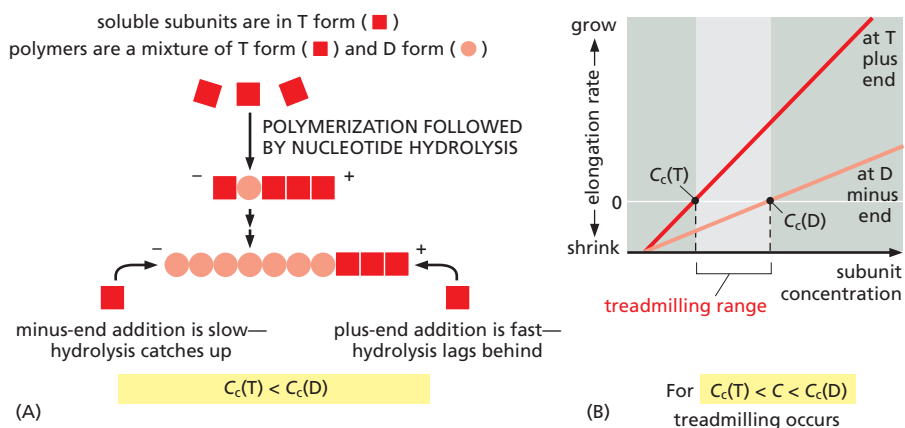 soluble subunits are in T form ( )
polymers are a mixture of T form ( ) and D form ( )
POLYMERIZATION FOLLOWED
BY NUCLEOTIDE HYDROLYSIS
– +
– +
minus-end addition is slow—
hydrolysis catches up
plus-end addition is fast—
hydrolysis lags behind
Cc(T) < Cc(D)
(A)
grow
elongation rate
0
shrink
at T
plus
end
Cc(T)
at D
minus
end
Cc(D)
subunit
concentration
treadmilling range
For Cc(T) < C < Cc(D)
treadmilling occurs
(B)